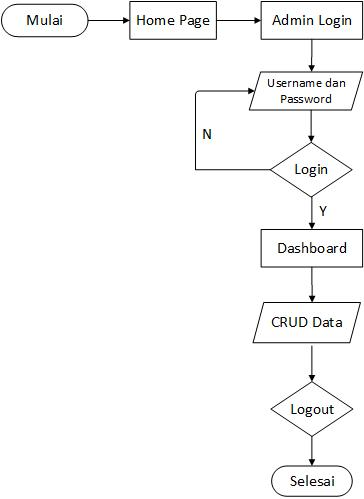 Mulai
Home Page
Admin Login
Username dan
Password
N
Login
Y
Dashboard
CRUD Data
Logout
Selesai